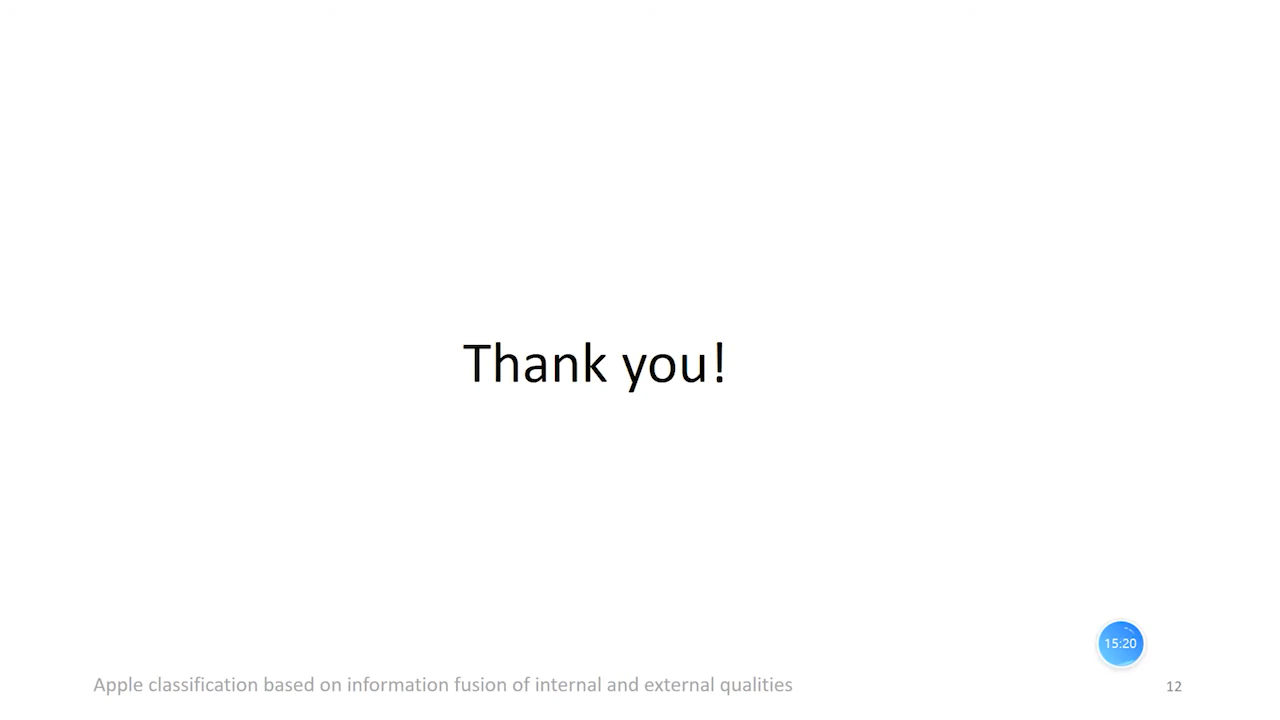 Thank you!
15:20
Apple classification based on information fusion of internal and external qualities
12